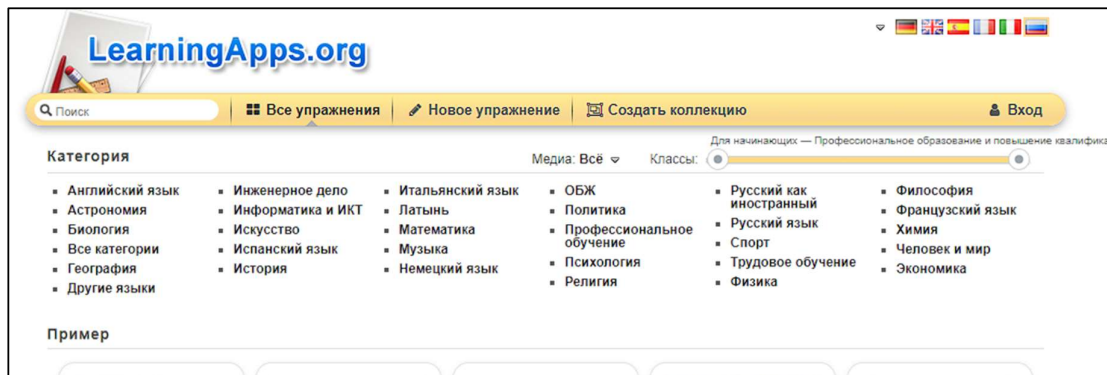 LearningApps.org
Поиск
Все упражнения
Новое упражнение
Создать коллекцию
Вход
Для начинающих — Профессиональное образование и повышение квалифика
Категория
Медиа: Всё
Классы:
Английский язык
Астрономия
Биология
Все категории
География
Другие языки
Инженерное дело
Информатика и ИКТ
Искусство
Испанский язык
История
Итальянский язык
Латынь
Математика
Музыка
Немецкий язык
ОБЖ
Политика
Профессиональное
обучение
Психология
Религия
Русский как
иностранный
Русский язык
Спорт
Трудовое обучение
Физика
Философия
Французский язык
Химия
Человек и мир
Экономика
Пример